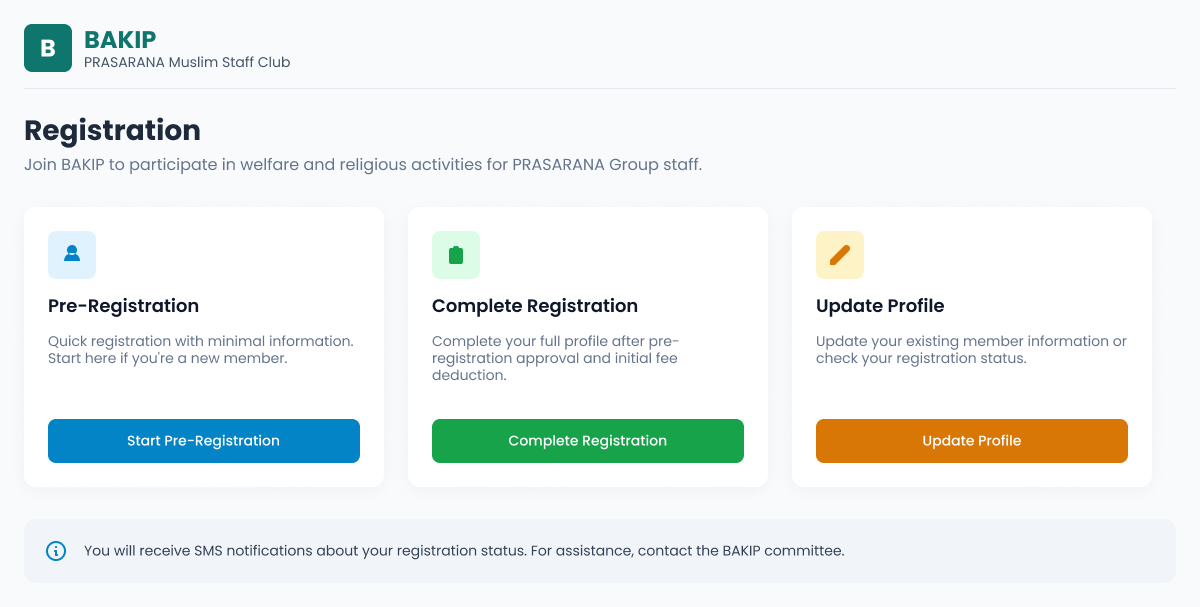 B
BAKIP
PRASARANA Muslim Staff Club
Registration
Join BAKIP to participate in welfare and religious activities for PRASARANA Group staff.
Pre-Registration
Quick registration with minimal information.
Start here if you're a new member.
Start Pre-Registration
Complete Registration
Complete your full profile after pre-
registration approval and initial fee
deduction.
Complete Registration
Update Profile
Update your existing member information or
check your registration status.
Update Profile
You will receive SMS notifications about your registration status. For assistance, contact the BAKIP committee.